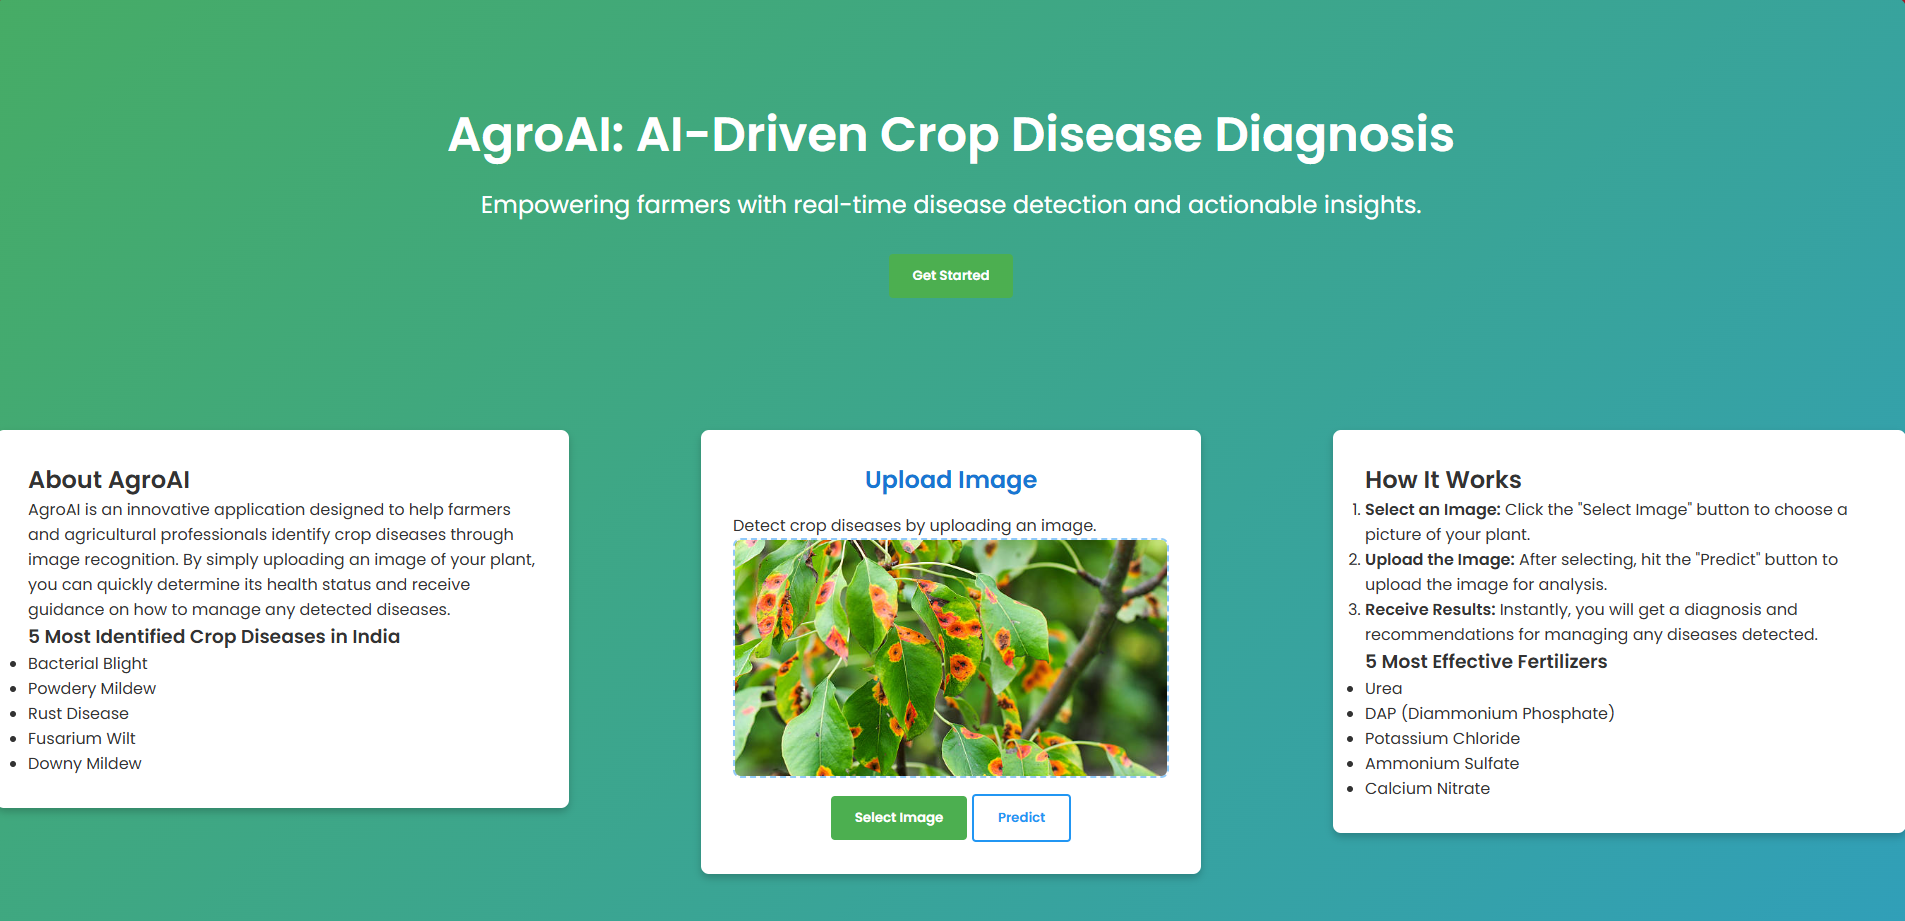 AgroAI: AI-Driven Crop Disease Diagnosis
Empowering farmers with real-time disease detection and actionable insights.
Get Started
About AgroAI
AgroAI is an innovative application designed to help farmers
and agricultural professionals identify crop diseases through
image recognition. By simply uploading an image of your plant,
you can quickly determine its health status and receive
guidance on how to manage any detected diseases.
5 Most Identified Crop Diseases in India
• Bacterial Blight
• Powdery Mildew
• Rust Disease
• Fusarium Wilt
• Downy Mildew
Upload Image
Detect crop diseases by uploading an image.
Select Image
Predict
How It Works
1. Select an Image: Click the "Select Image" button to choose a
picture of your plant.
2. Upload the Image: After selecting, hit the "Predict" button to
upload the image for analysis.
3. Receive Results: Instantly, you will get a diagnosis and
recommendations for managing any diseases detected.
5 Most Effective Fertilizers
• Urea
• DAP (Diammonium Phosphate)
• Potassium Chloride
• Ammonium Sulfate
• Calcium Nitrate